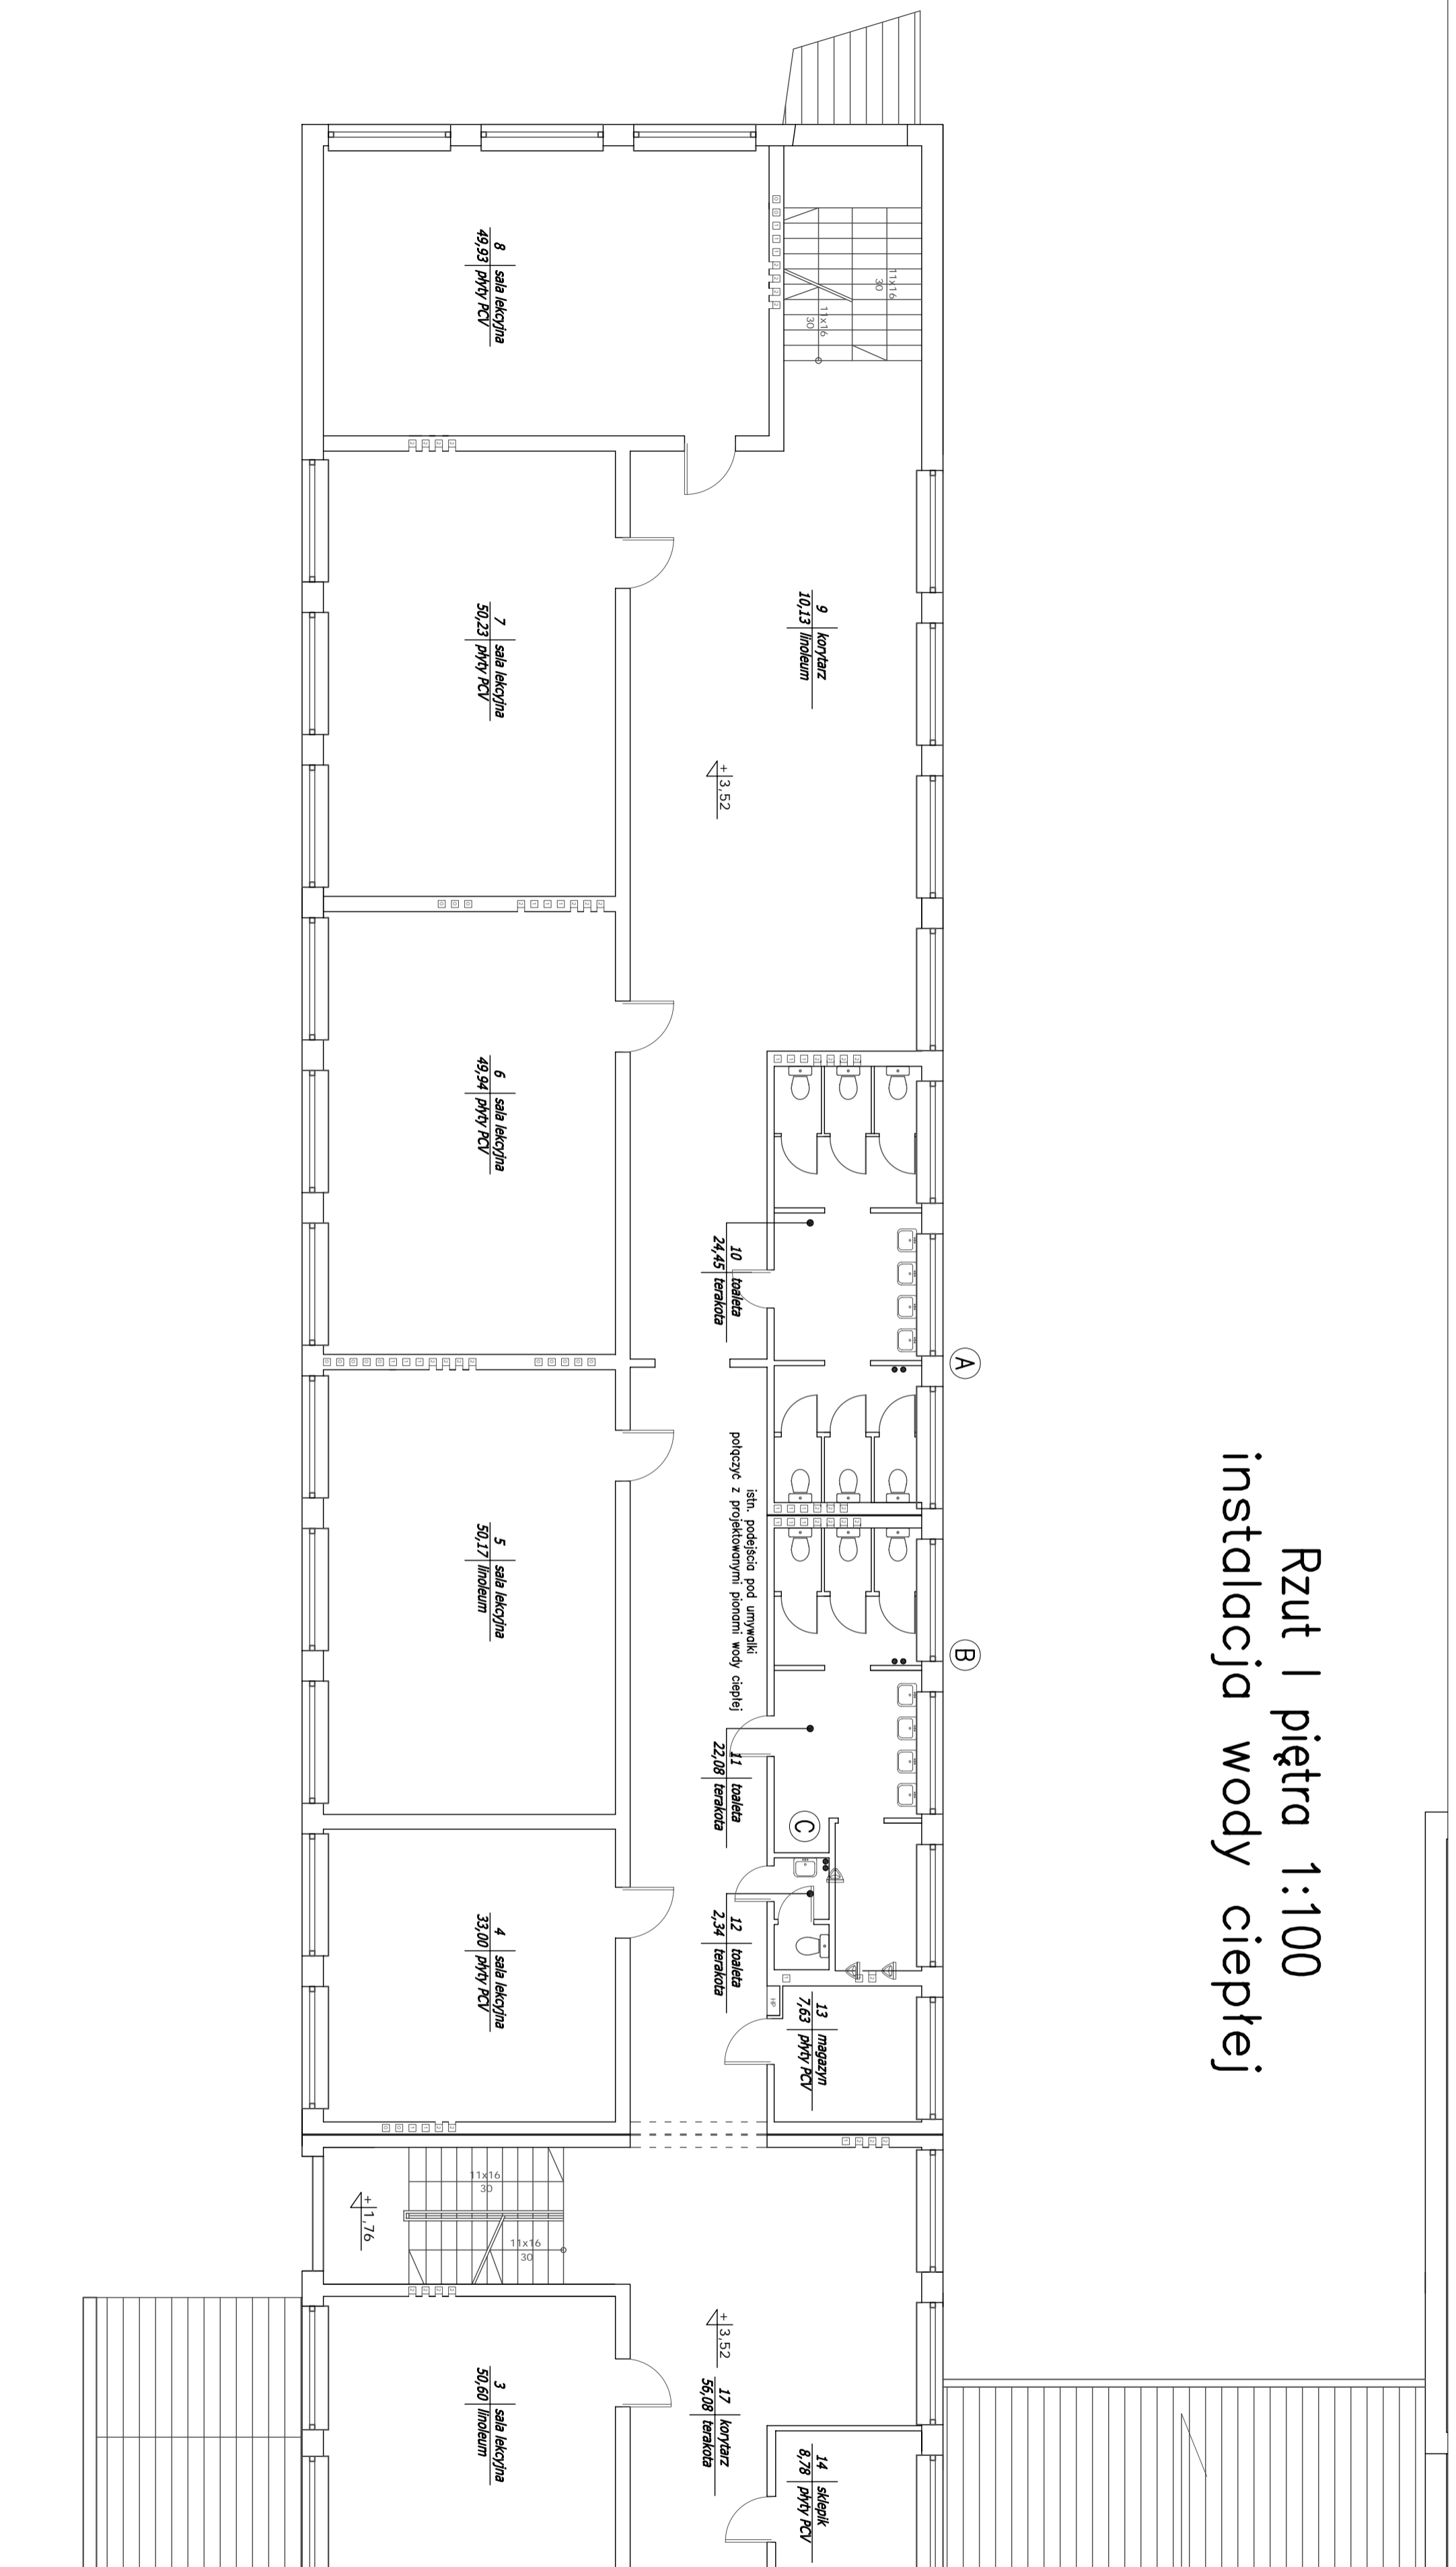 Rzut I piętra 1:100
instalacja wody ciepłej
11x16
30
11x16
30
8 sala lekcyjna
49,93 płyty PCV
7 sala lekcyjna
50,23 płyty PCV
9 korytarz
10,13 linoleum
+3,52
6 sala lekcyjna
49,94 płyty PCV
10 toaleta
24,45 terakota
A
istn. podejścia pod umywalki
połączyć z projektowanymi pionami wody ciepłej
B
5 sala lekcyjna
50,17 linoleum
11 toaleta
22,08 terakota
C
12 toaleta
2,34 terakota
4 sala lekcyjna
33,00 płyty PCV
HP
13 magazyn
7,63 płyty PCV
11x16
30
11x16
30
+1,76
+3,52
3 sala lekcyjna
50,60 linoleum
17 korytarz
56,08 terakota
14 sklepik
8,78 płyty PCV